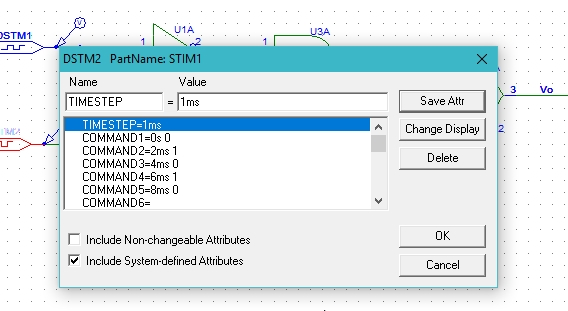 V
DSTM1
U1A
1
2
U3A
1
DSTM2 PartName: STIM1
Name
Value
TIMESTEP
=
1ms
Save Attr
TIMESTEP=1ms
COMMAND1=0s 0
COMMAND2=2ms 1
COMMAND3=4ms 0
COMMAND4=6ms 1
COMMAND5=8ms 0
COMMAND6=
Change Display
Delete
3
Vo
2
Include Non-changeable Attributes
Include System-defined Attributes
OK
Cancel